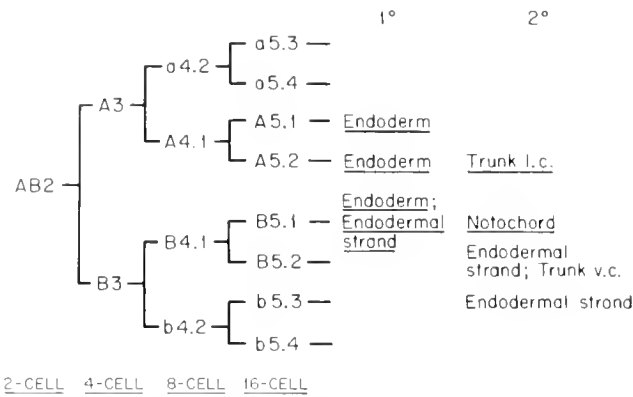 1° 2°
a5.3
a4.2
a5.4
A3
A5.1 Endoderm
A4.1
A5.2 Endoderm Trunk l.c.
AB2
Endoderm;
B5.1 Endodermal Notochord
strand
B4.1
Endodermal
B5.2 strand; Trunk v.c.
B3
b5.3 Endodermal strond
b4.2
b5.4
2-CELL 4-CELL 8-CELL 16-CELL